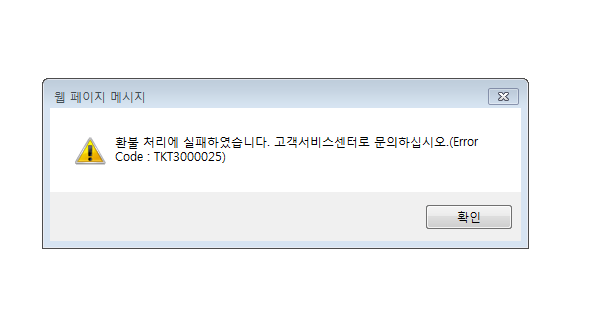 웹 페이지 메시지
환불 처리에 실패하였습니다. 고객서비스센터로 문의하십시오.(Error
Code : TKT3000025)
확인